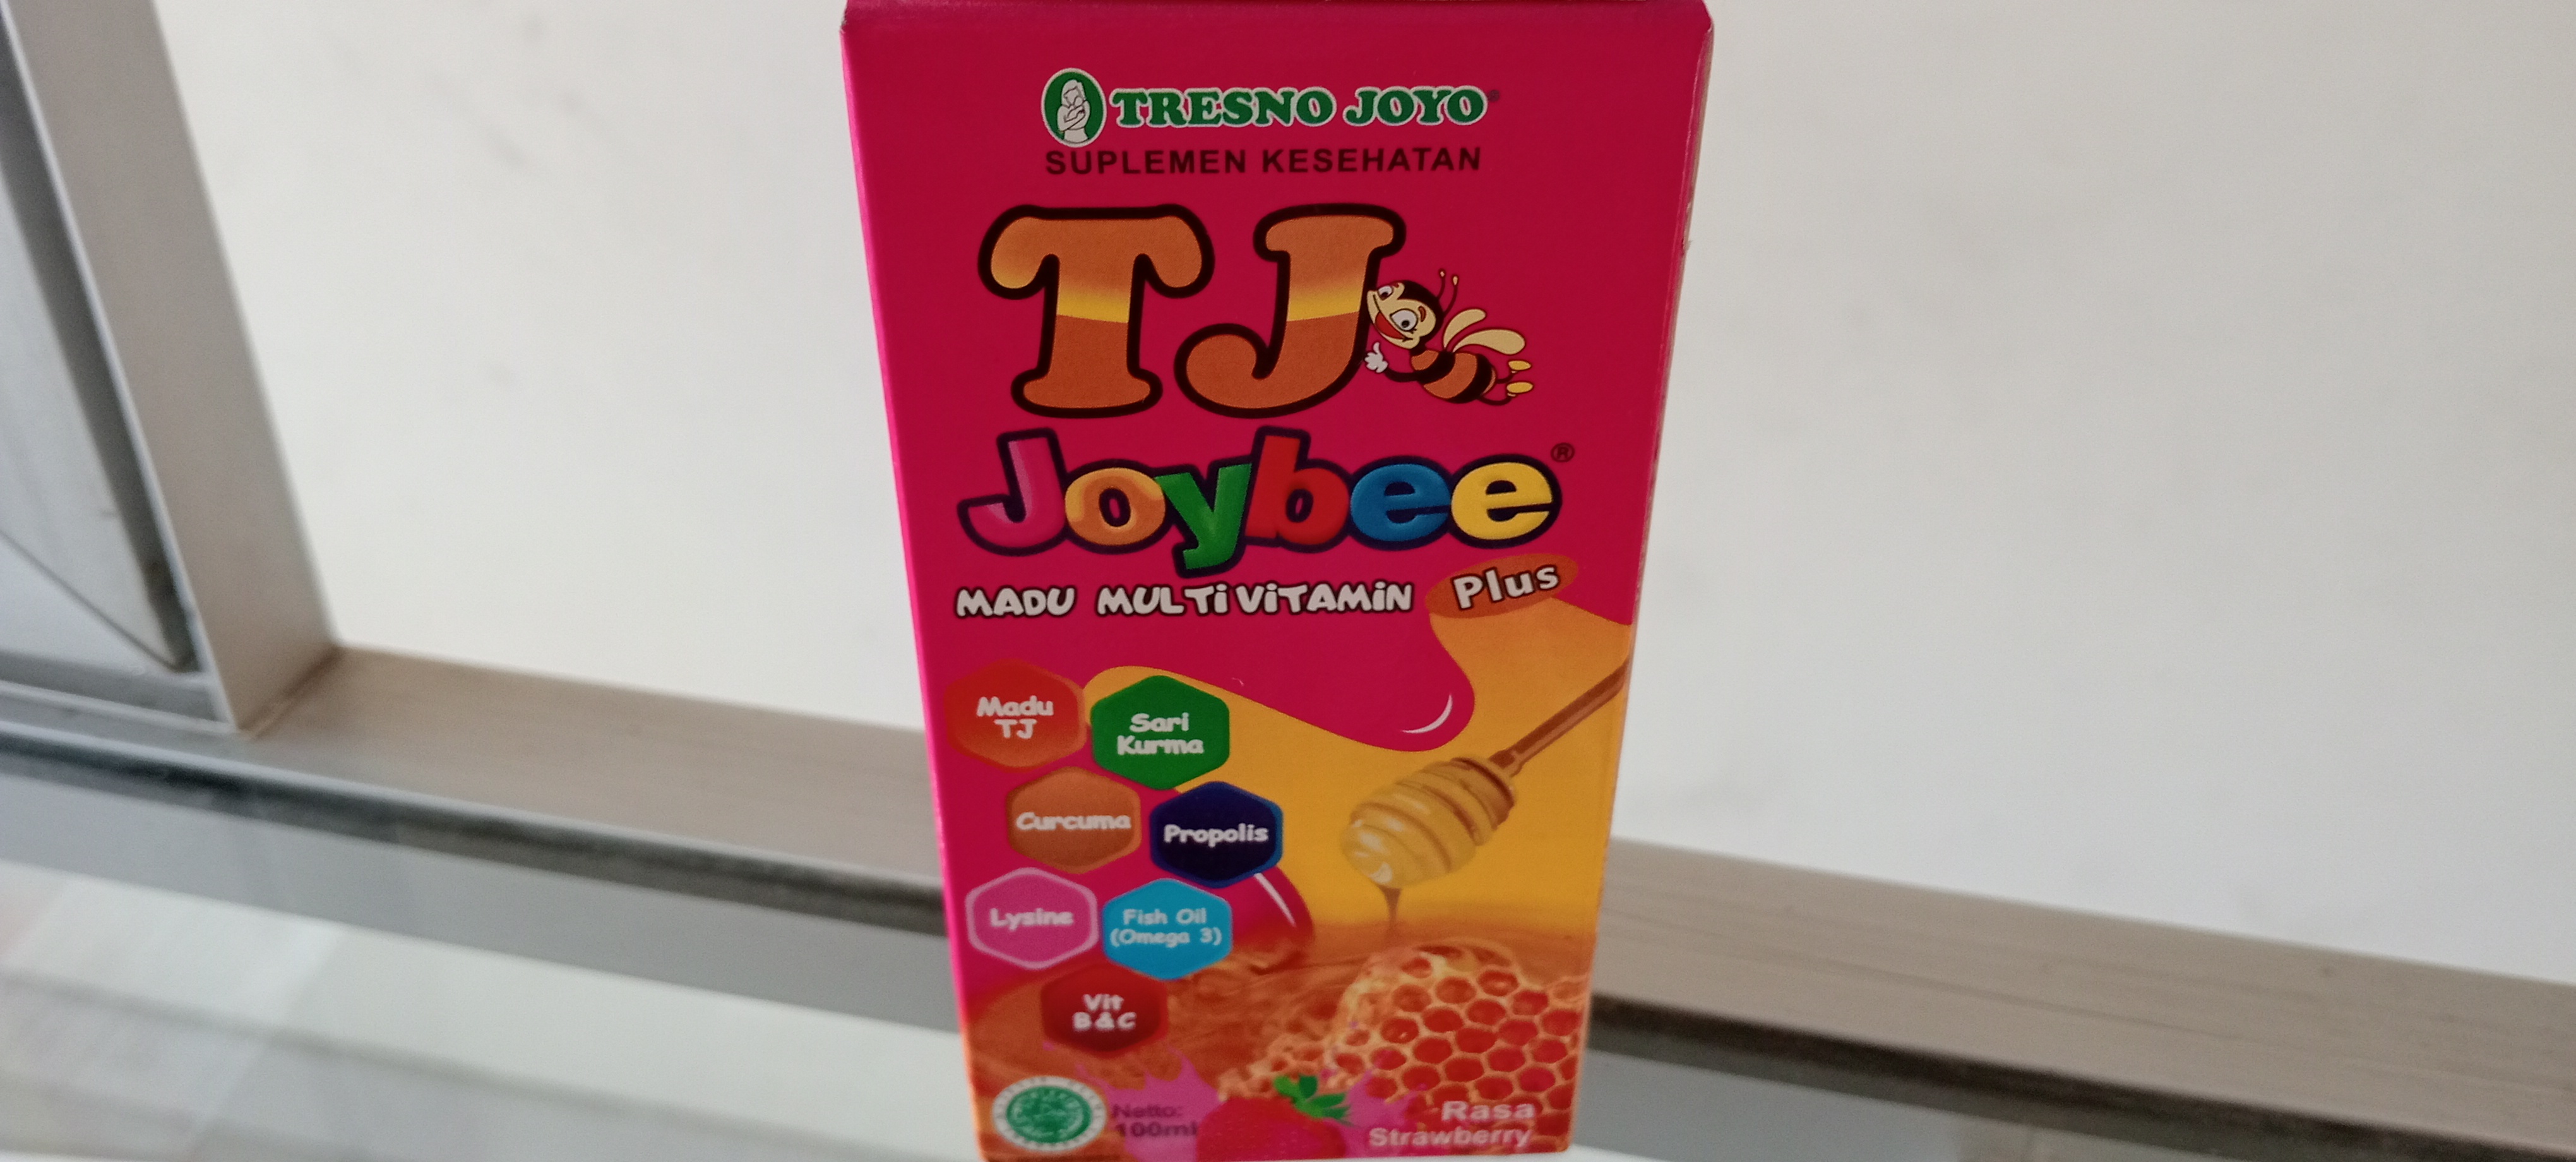 TRESNO JOYO
SUPLEMEN KESEHATAN
TJ
Joybee®
MADU MULTIVITAMIN Plus
Madu
TJ
Sari
Kurma
Curcuma
Propolis
Lysine
Fish Oil
(Omega 3)
Vit
B & C
Netto:
100ml
Rasa
Strawberry